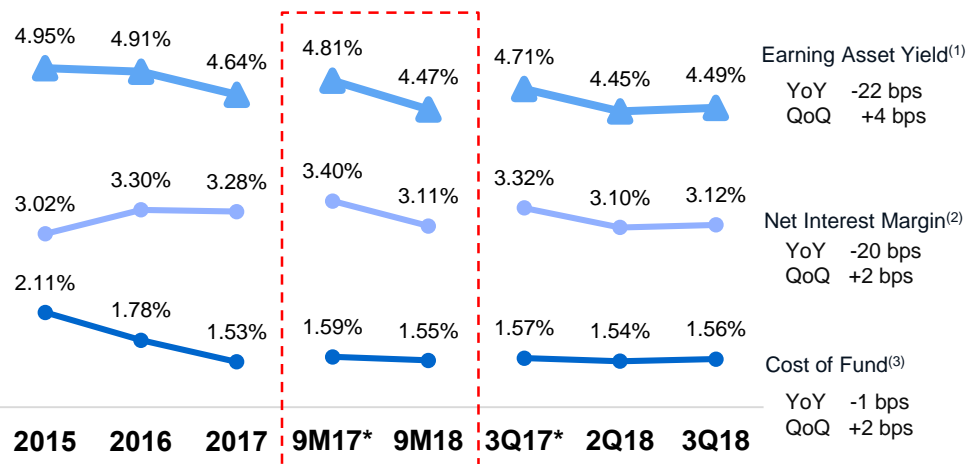 4.95% 4.91% 4.64% 4.81% 4.47% 4.71% 4.45% 4.49%
Earning Asset Yield(1)
YoY -22 bps
QoQ +4 bps
3.02% 3.30% 3.28% 3.40% 3.11% 3.32% 3.10% 3.12%
Net Interest Margin(2)
YoY -20 bps
QoQ +2 bps
2.11% 1.78% 1.53% 1.59% 1.55% 1.57% 1.54% 1.56%
Cost of Fund(3)
YoY -1 bps
QoQ +2 bps
2015 2016 2017 9M17* 9M18 3Q17* 2Q18 3Q18